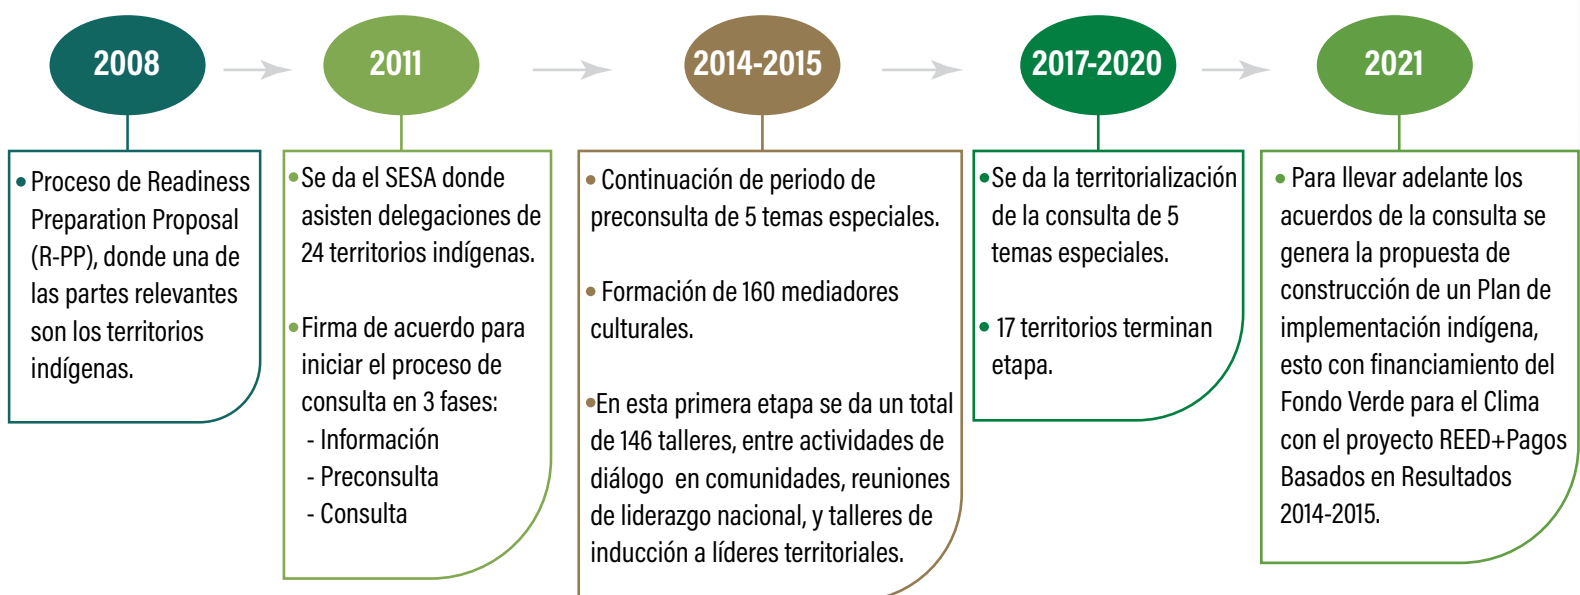 2008
• Proceso de Readiness
Preparation Proposal
(R-PP), donde una de
las partes relevantes
son los territorios
indígenas.
2011
• Se da el SESA donde
asisten delegaciones de
24 territorios indígenas.
• Firma de acuerdo para
iniciar el proceso de
consulta en 3 fases:
- Información
- Preconsulta
- Consulta
2014-2015
• Continuación de periodo de
preconsulta de 5 temas especiales.
• Formación de 160 mediadores
culturales.
• En esta primera etapa se da un total
de 146 talleres, entre actividades de
diálogo en comunidades, reuniones
de liderazgo nacional, y talleres de
inducción a líderes territoriales.
2017-2020
• Se da la territorialización
de la consulta de 5
temas especiales.
• 17 territorios terminan
etapa.
2021
• Para llevar adelante los
acuerdos de la consulta se
genera la propuesta de
construcción de un Plan de
implementación indígena,
esto con financiamiento del
Fondo Verde para el Clima
con el proyecto REED+Pagos
Basados en Resultados
2014-2015.